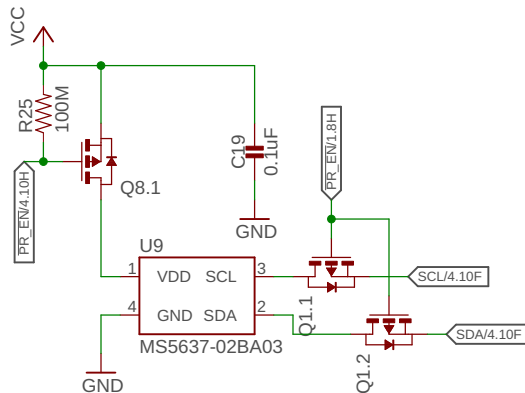 VCC
R25
100M
PR_EN/4.10H
Q8.1
C19
0.1uF
GND
PR_EN/1.8H
U9
1
VDD
SCL
3
4
GND
SDA
2
MS5637-02BA03
GND
Q1.1
SCL/4.10F
Q1.2
SDA/4.10F